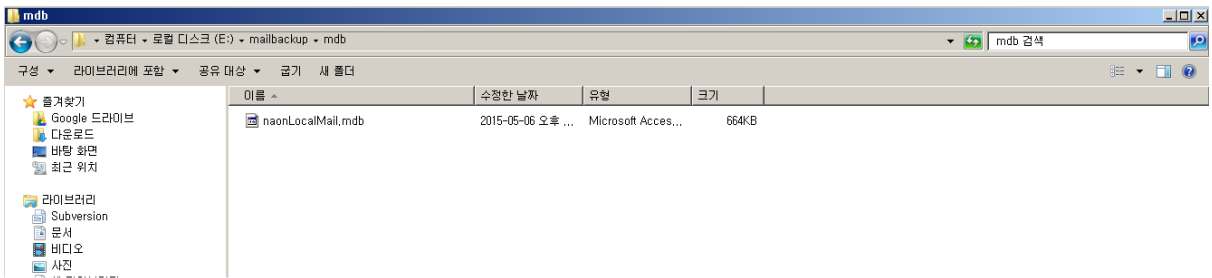 mdb
컴퓨터 로컬 디스크 (E:) mailbackup mdb
mdb 검색
구성 라이브러리에 포함 공유 대상 굽기 새 폴더
이름 수정한 날짜 유형 크기
naonLocalMail.mdb 2015-05-06 오후 ... Microsoft Acces... 664KB
즐겨찾기
Google 드라이브
다운로드
바탕 화면
최근 위치
라이브러리
Subversion
문서
비디오
사진